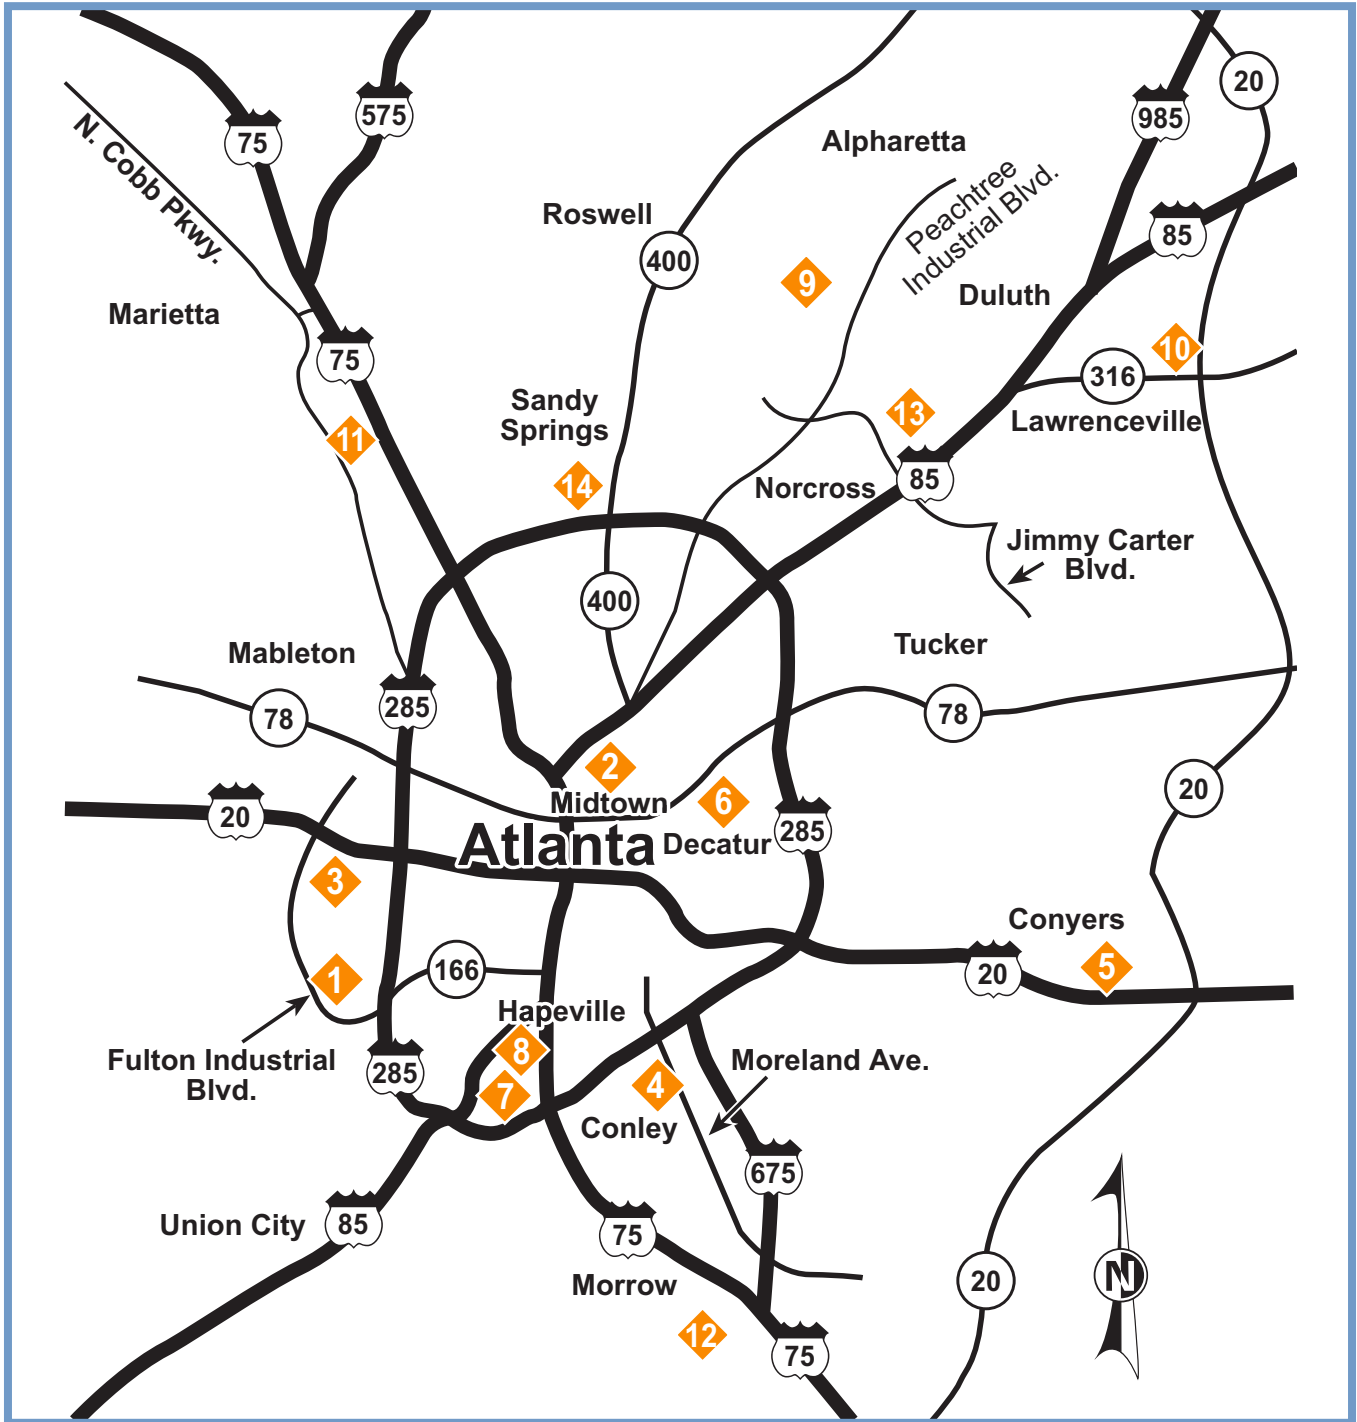 20
575
985
75
N. Cobb Pkwy.
Alpharetta
Peachtree
Industrial Blvd.
Roswell
85
400
9
Duluth
Marietta
10
75
316
Sandy
Springs
13
Lawrenceville
11
14
Norcross
85
Jimmy Carter
Blvd.
400
Tucker
Mableton
285
78
78
2
20
Midtown
6
20
Atlanta
Decatur
285
3
Conyers
166
1
5
20
Hapeville
8
Fulton Industrial
Blvd.
285
Moreland Ave.
7
4
Conley
675
Union City
85
75
Morrow
20
N
12
75